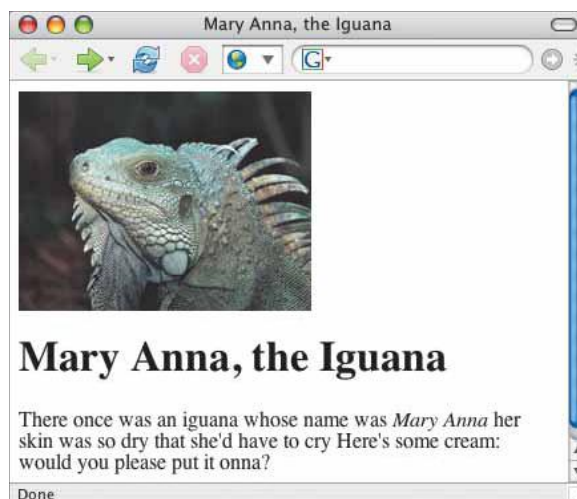 Mary Anna, the Iguana
G
Mary Anna, the Iguana
There once was an iguana whose name was Mary Anna her
skin was so dry that she'd have to cry Here's some cream:
would you please put it onna?
Done